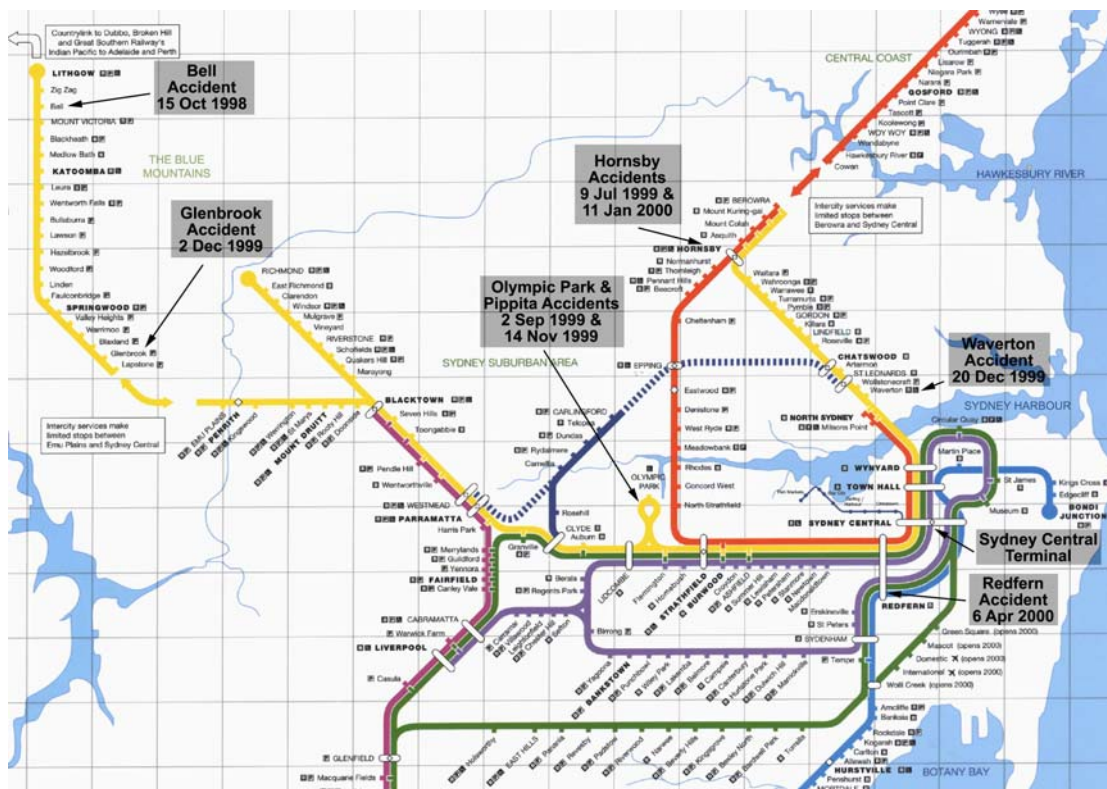 Countrylink to Dubbo, Broken Hill
and Great Southern Railway's
Indian Pacific to Adelaide and Perth
LITHGOW
Zig Zag
Bell
MOUNT VICTORIA
Blackheath
Medlow Bath
KATOOMBA
Leura
Wentworth Falls
Bullaburra
Lawson
Hazelbrook
Woodford
Linden
Faulconbridge
SPRINGWOOD
Valley Heights
Warrimoo
Blaxland
Glenbrook
Lapstone
Bell
Accident
15 Oct 1998
THE BLUE
MOUNTAINS
Glenbrook
Accident
2 Dec 1999
Intercity services make
limited stops between
Emu Plains and Sydney Central
RICHMOND
East Richmond
Clarendon
Windsor
Mulgrave
Vineyard
RIVERSTONE
Schofields
Quakers Hill
Marayong
BLACKTOWN
EMU PLAINS
PENRITH
Kingswood
Werrington
St Marys
MOUNT DRUITT
Rooty Hill
Doonside
Seven Hills
Toongabbie
Pendle Hill
Wentworthville
WESTMEAD
PARRAMATTA
Harris Park
Merrylands
Guildford
Yennora
FAIRFIELD
Canley Vale
CABRAMATTA
Warwick Farm
LIVERPOOL
Casula
GLENFIELD
Macquarie Fields
SYDNEY SUBURBAN AREA
Olympic Park &
Pippita Accidents
2 Sep 1999 &
14 Nov 1999
Hornsby
Accidents
9 Jul 1999 &
11 Jan 2000
CENTRAL COAST
Wyee
Warnervale
WYONG
Tuggerah
Ourimbah
Lisarow
Niagara Park
Narara
GOSFORD
Point Clare
Tascott
Koolewong
WOY WOY
Wondabyne
Hawkesbury River
Cowan
HAWKESBURY RIVER
Intercity services make
limited stops between
Berowra and Sydney Central
BEROWRA
Mount Kuring-gai
Mount Colah
Asquith
HORNSBY
Normanhurst
Thornleigh
Pennant Hills
Beecroft
Cheltenham
EPPING
Eastwood
Denistone
West Ryde
Meadowbank
Rhodes
Concord West
North Strathfield
Waitara
Wahroonga
Warrawee
Turramurra
Pymble
GORDON
Killara
LINDFIELD
Roseville
CHATSWOOD
Artarmon
ST LEONARDS
Wollstonecraft
Waverton
NORTH SYDNEY
Milsons Point
Waverton
Accident
20 Dec 1999
SYDNEY HARBOUR
Circular Quay
Martin Place
WYNYARD
TOWN HALL
St James
Museum
Kings Cross
Edgecliff
BONDI
JUNCTION
SYDNEY CENTRAL
Sydney Central
Terminal
CARLINGFORD
Telopea
Dundas
Rydalmere
Camellia
Rosehill
CLYDE
Auburn
Granville
OLYMPIC
PARK
LIDCOMBE
Flemington
Homebush
STRATHFIELD
BURWOOD
Croydon
ASHFIELD
Summer Hill
Lewisham
Petersham
Stanmore
Newtown
Macdonaldtown
REDFERN
Redfern
Accident
6 Apr 2000
Berala
Regents Park
Carramar
Villawood
Leightonfield
Chester Hill
Sefton
Birrong
Yagoona
BANKSTOWN
Punchbowl
Wiley Park
Lakemba
Belmore
Campsie
Canterbury
Hurlstone Park
Dulwich Hill
Marrickville
Erskineville
St Peters
SYDENHAM
Tempe
Green Square (opens 2000)
Mascot (opens 2000)
Domestic (opens 2000)
International (opens 2000)
Wolli Creek (opens 2000)
Arncliffe
Banksia
Rockdale
Kogarah
Carlton
Allawah
HURSTVILLE
Penshurst
MORTDALE
BOTANY BAY
Holsworthy
EAST HILLS
Panania
Revesby
Padstow
Riverwood
Narwee
Beverly Hills
Kingsgrove
Bexley North
Bardwell Park
Turrella